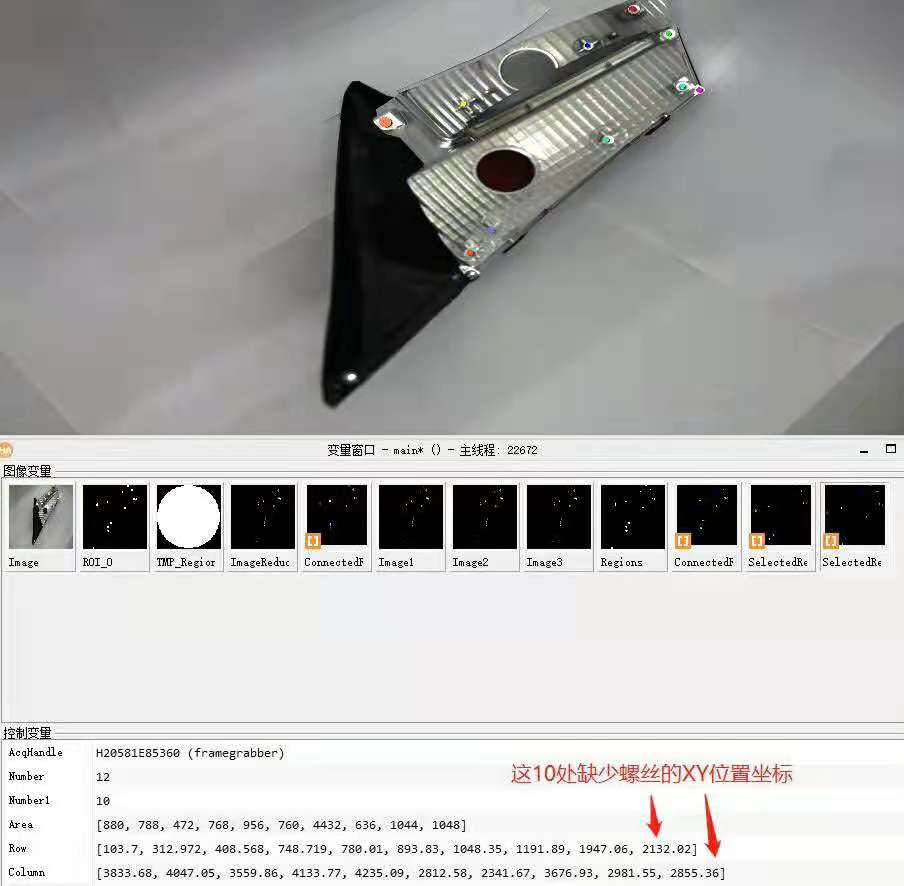 变量窗口 - main* () - 主线程: 22672
图像变量
Image ROI_0 TMP_Region ImageReduc ConnectedR Image1 Image2 Image3 Regions ConnectedR SelectedRe SelectedRe
控制变量
AcqHandle H20581E85360 (framegrabber)
Number 12
这10处缺少螺丝的XY位置坐标
Number1 10
Area [880, 788, 472, 768, 956, 760, 4432, 636, 1044, 1048]
Row [103.7, 312.972, 408.568, 748.719, 780.01, 893.83, 1048.35, 1191.89, 1947.06, 2132.02]
Column [3833.68, 4047.05, 3559.86, 4133.77, 4235.09, 2812.58, 2341.67, 3676.93, 2981.55, 2855.36]